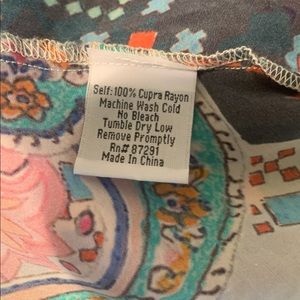 Self: 100% Cupra Rayon
Machine Wash Cold
No Bleach
Tumble Dry Low
Remove Promptly
Rn# 87291
Made In China